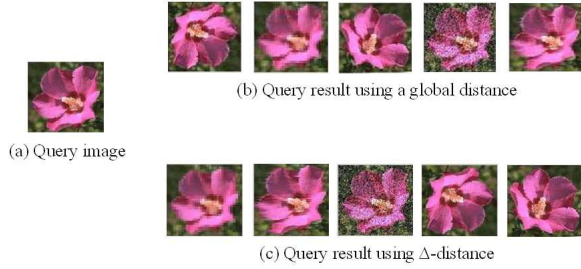 (b) Query result using a global distance
(a) Query image
(c) Query result using Δ-distance